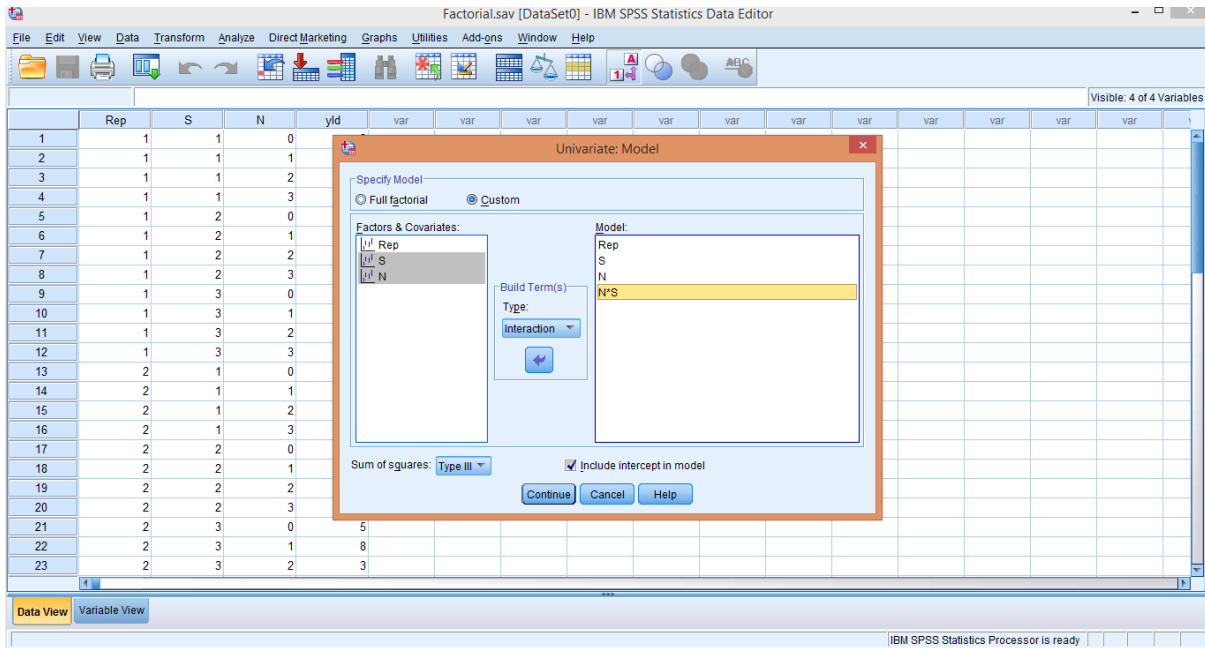 Factorial.sav [DataSet0] - IBM SPSS Statistics Data Editor
File Edit View Data Transform Analyze Direct Marketing Graphs Utilities Add-ons Window Help
A
1
ABC
Visible: 4 of 4 Variables
Rep S N yld var var var var var var var var var var var
1 1 1 0
2 1 1 1
3 1 1 2
4 1 1 3
5 1 2 0
6 1 2 1
7 1 2 2
8 1 2 3
9 1 3 0
10 1 3 1
11 1 3 2
12 1 3 3
13 2 1 0
14 2 1 1
15 2 1 2
16 2 1 3
17 2 2 0
18 2 2 1
19 2 2 2
20 2 2 3
21 2 3 0 5
22 2 3 1 8
23 2 3 2 3
Univariate: Model
Specify Model
Full factorial Custom
Factors & Covariates:
Rep
S
N
Build Term(s)
Type:
Interaction
Model:
Rep
S
N
N*S
Sum of squares: Type III Include intercept in model
Continue Cancel Help
Data View Variable View
IBM SPSS Statistics Processor is ready